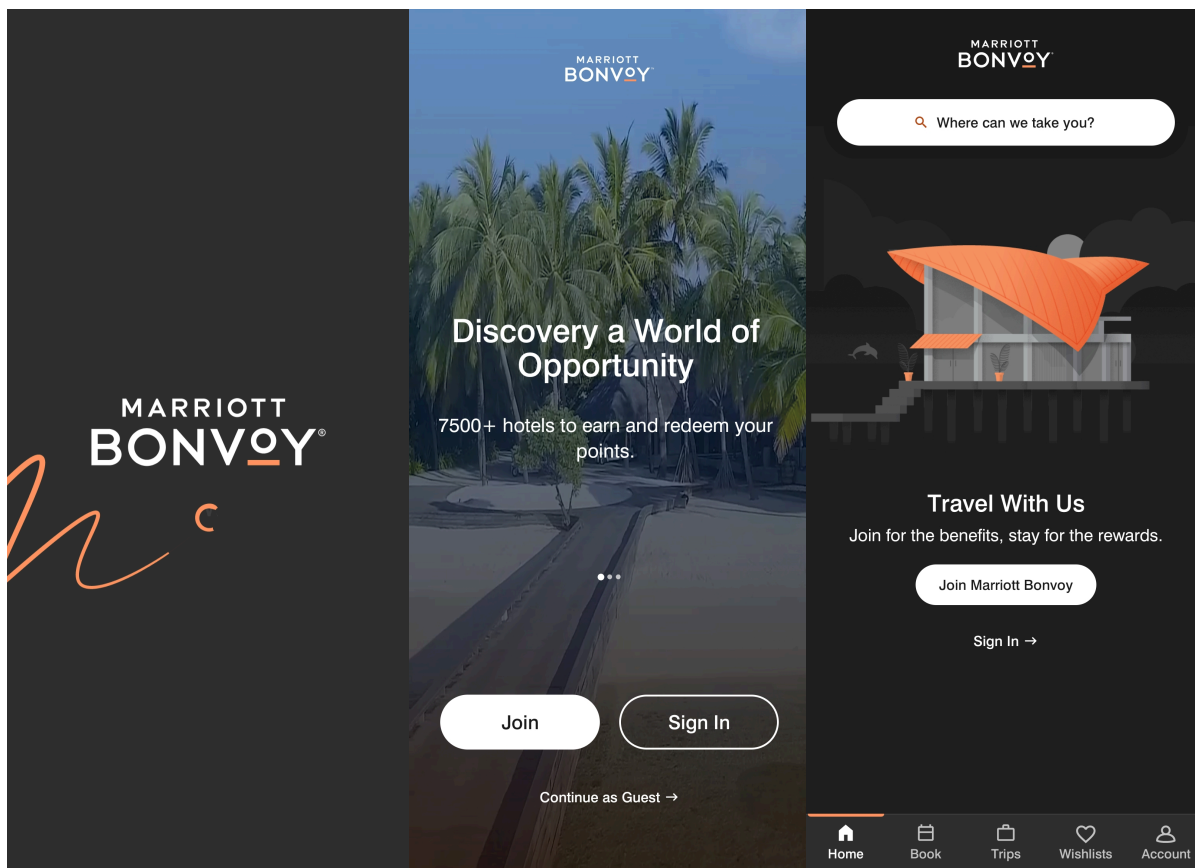 MARRIOTT
BONVOY®
MARRIOTT
BONVOY™
Discovery a World of
Opportunity
7500+ hotels to earn and redeem your
points.
Join
Sign In
Continue as Guest →
MARRIOTT
BONVOY™
Where can we take you?
Travel With Us
Join for the benefits, stay for the rewards.
Join Marriott Bonvoy
Sign In →
Home
Book
Trips
Wishlists
Account